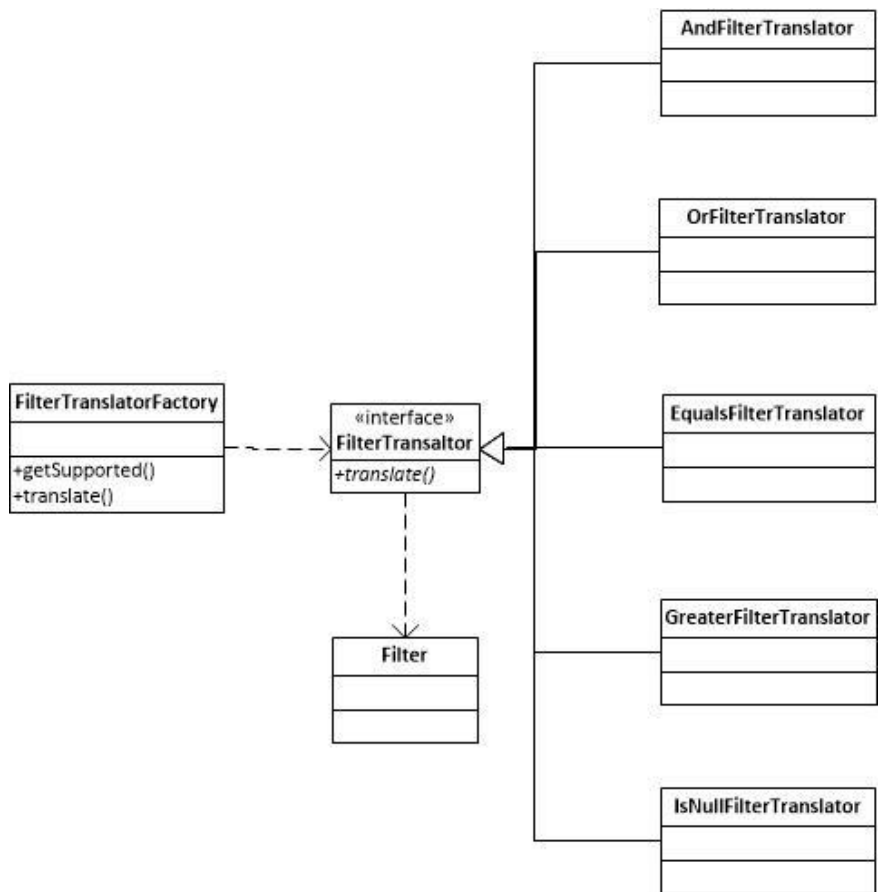 AndFilterTranslator
OrFilterTranslator
FilterTranslatorFactory
+getSupported()
+translate()
«interface»
FilterTransaltor
+translate()
EqualsFilterTranslator
Filter
GreaterFilterTranslator
IsNullFilterTranslator